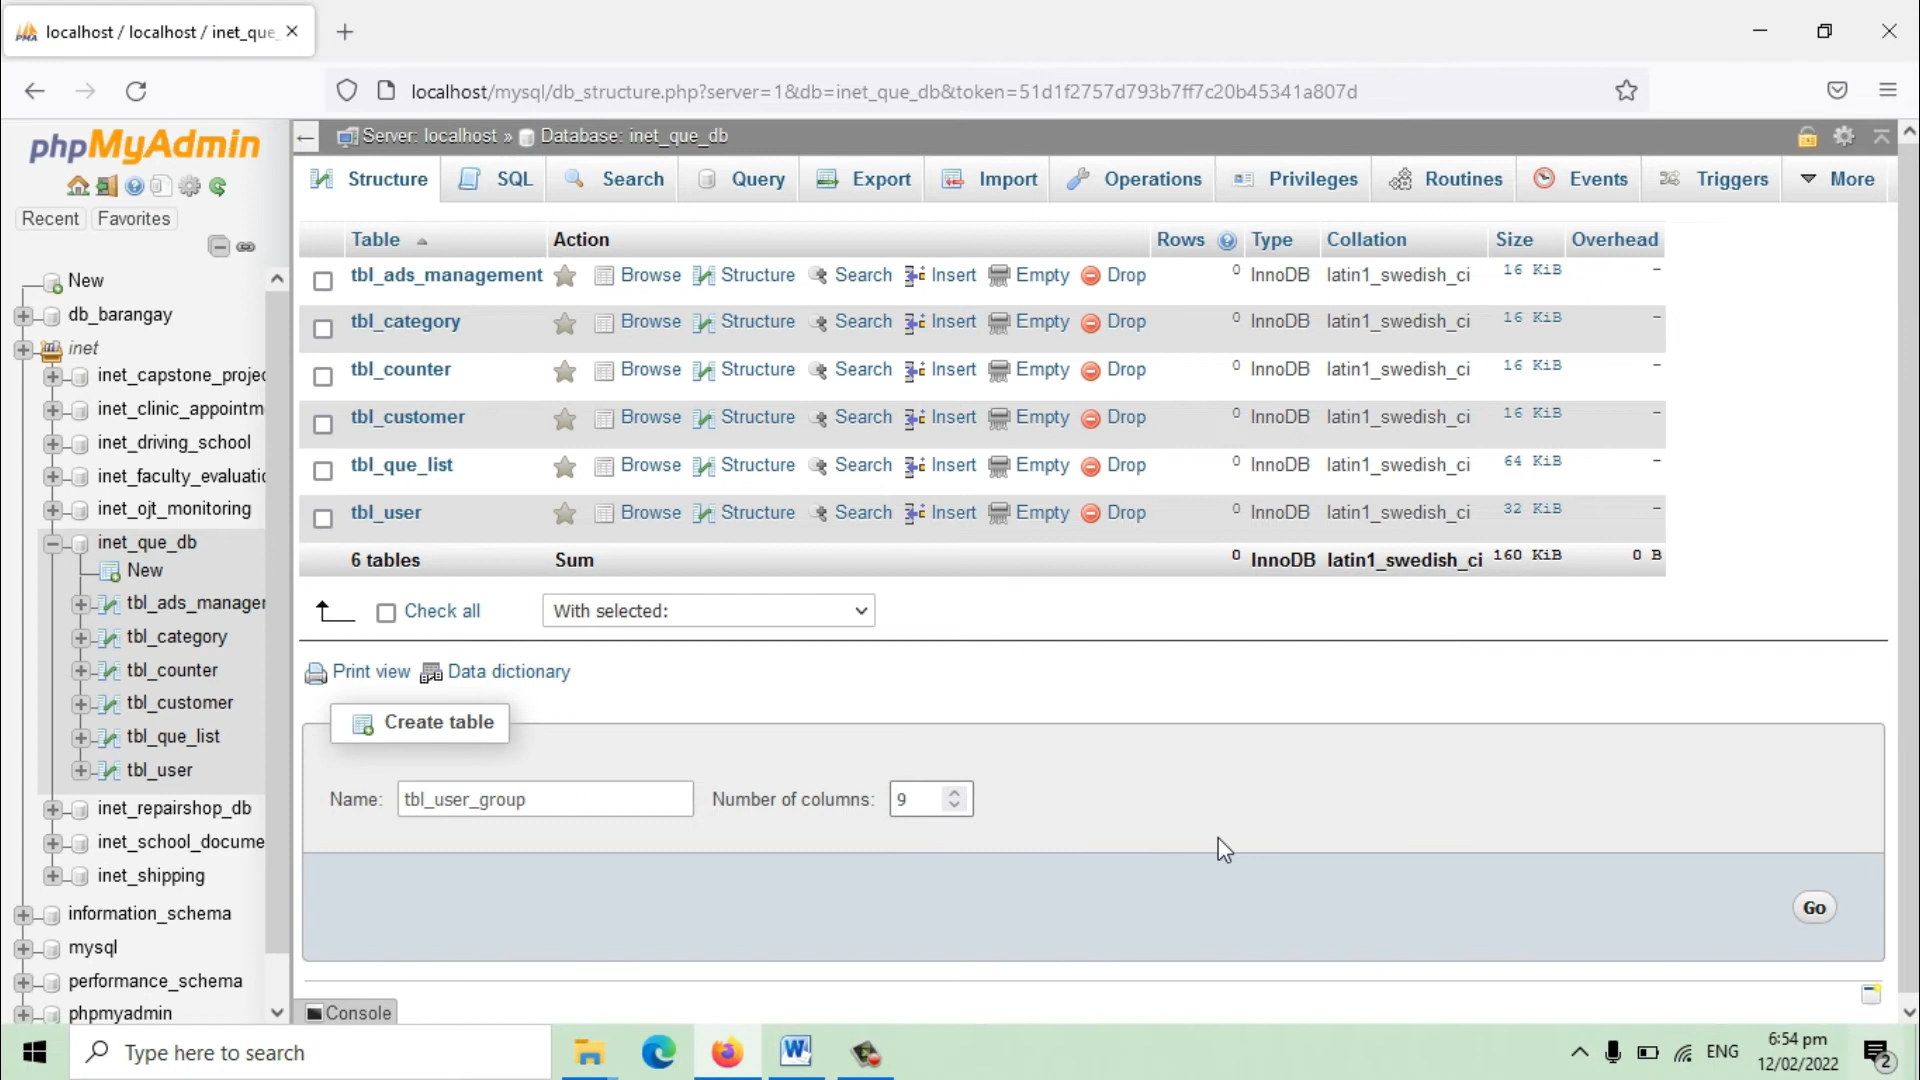 localhost / localhost / inet_que_
localhost/mysql/db_structure.php?server=1&db=inet_que_db&token=51d1f2757d793b7ff7c20b45341a807d
phpMyAdmin
Recent Favorites
New
db_barangay
inet
inet_capstone_projec
inet_clinic_appointm
inet_driving_school
inet_faculty_evaluatic
inet_ojt_monitoring
inet_que_db
New
tbl_ads_manager
tbl_category
tbl_counter
tbl_customer
tbl_que_list
tbl_user
inet_repairshop_db
inet_school_docume
inet_shipping
information_schema
mysql
performance_schema
phpmyadmin
Server: localhost » Database: inet_que_db
Structure SQL Search Query Export Import Operations Privileges Routines Events Triggers More
Table Action Rows Type Collation Size Overhead
tbl_ads_management Browse Structure Search Insert Empty Drop 0 InnoDB latin1_swedish_ci 16 KiB -
tbl_category Browse Structure Search Insert Empty Drop 0 InnoDB latin1_swedish_ci 16 KiB -
tbl_counter Browse Structure Search Insert Empty Drop 0 InnoDB latin1_swedish_ci 16 KiB -
tbl_customer Browse Structure Search Insert Empty Drop 0 InnoDB latin1_swedish_ci 16 KiB -
tbl_que_list Browse Structure Search Insert Empty Drop 0 InnoDB latin1_swedish_ci 64 KiB -
tbl_user Browse Structure Search Insert Empty Drop 0 InnoDB latin1_swedish_ci 32 KiB -
6 tables Sum 0 InnoDB latin1_swedish_ci 160 KiB 0 B
Check all With selected:
Print view Data dictionary
Create table
Name: tbl_user_group Number of columns: 9
Go
Console
Type here to search
ENG
6:54 pm
12/02/2022
2